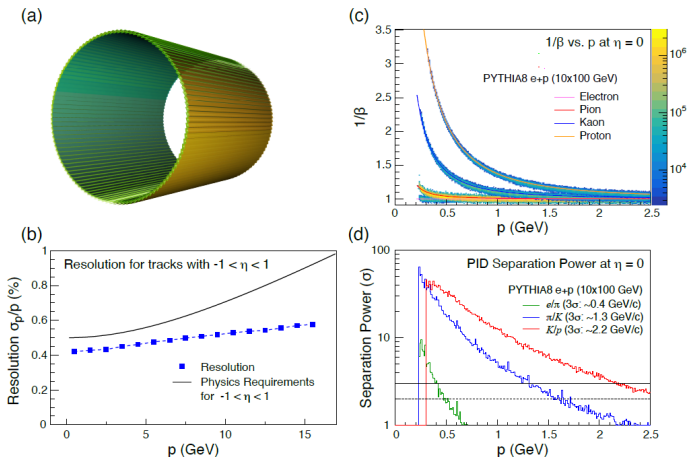 (a)
(b)
Resolution for tracks with -1 < η < 1
Resolution σp/p (%)
1
0.8
0.6
0.4
0.2
0
Resolution
Physics Requirements
for -1 < η < 1
0
5
10
15
p (GeV)
(c)
1/β vs. p at η = 0
PYTHIA8 e+p (10x100 GeV)
Electron
Pion
Kaon
Proton
1/β
3.5
3
2.5
2
1.5
1
0
0.5
1
1.5
2
2.5
p (GeV)
10⁶
10⁵
10⁴
(d)
PID Separation Power at η = 0
PYTHIA8 e+p (10x100 GeV)
e/π (3σ: ~0.4 GeV/c)
π/K (3σ: ~1.3 GeV/c)
K/p (3σ: ~2.2 GeV/c)
Separation Power (σ)
100
10
1
0
0.5
1
1.5
2
2.5
p (GeV)